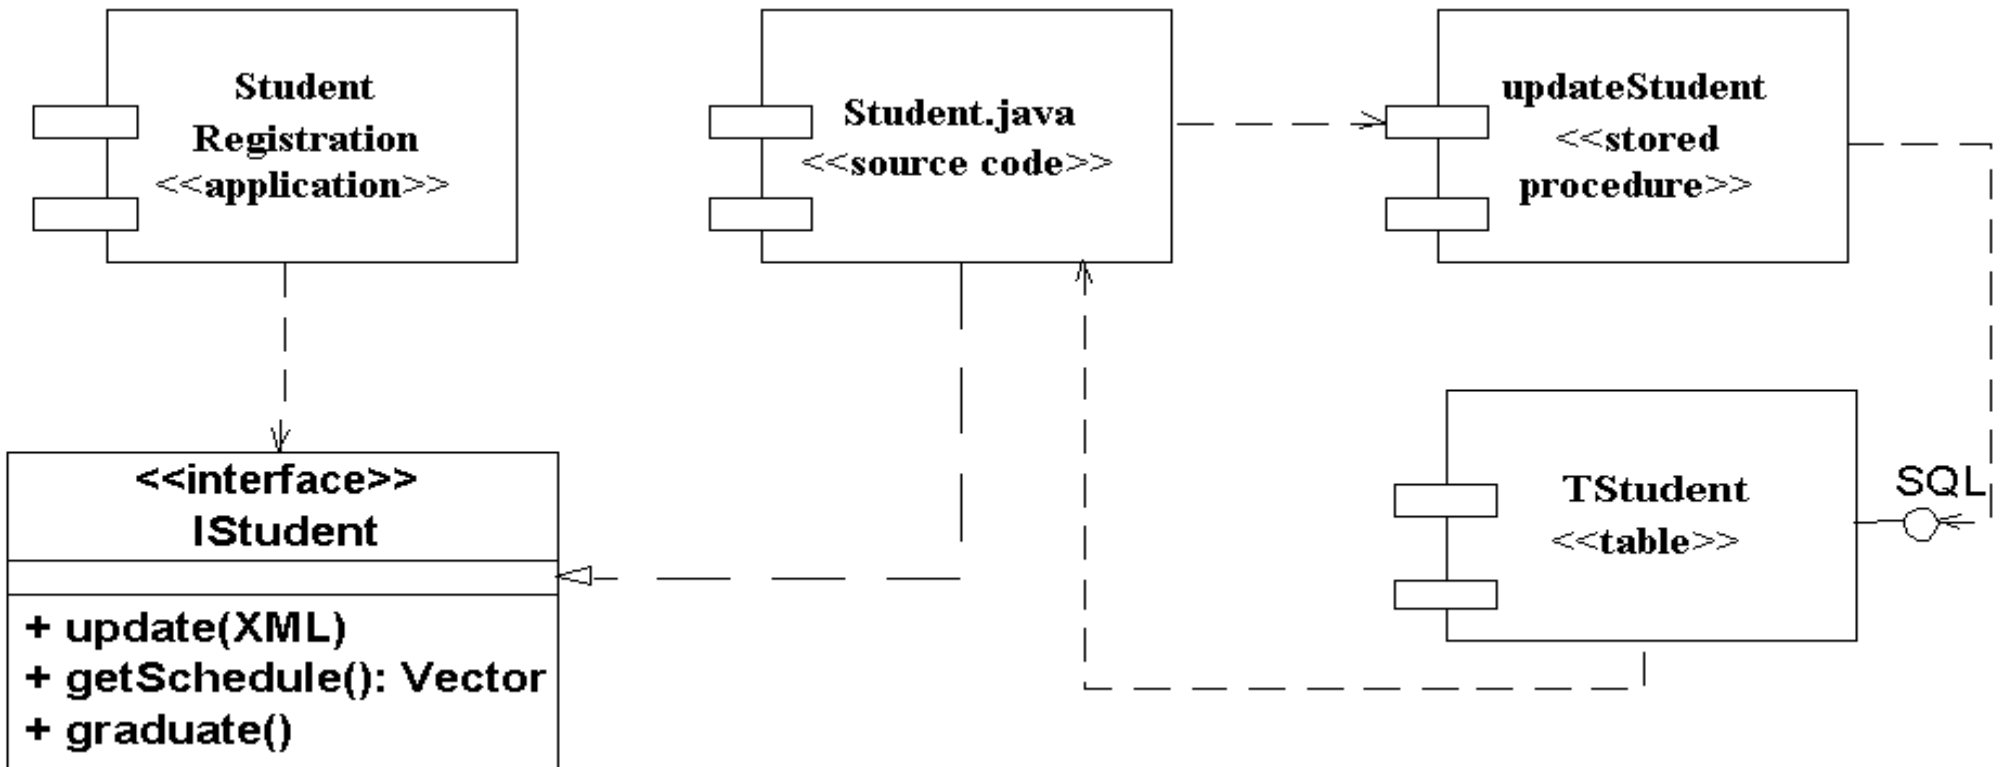 Student
Registration
<<application>>
Student.java
<<source code>>
updateStudent
<<stored
procedure>>
<<interface>>
IStudent
+ update(XML)
+ getSchedule(): Vector
+ graduate()
TStudent
<<table>>
SQL